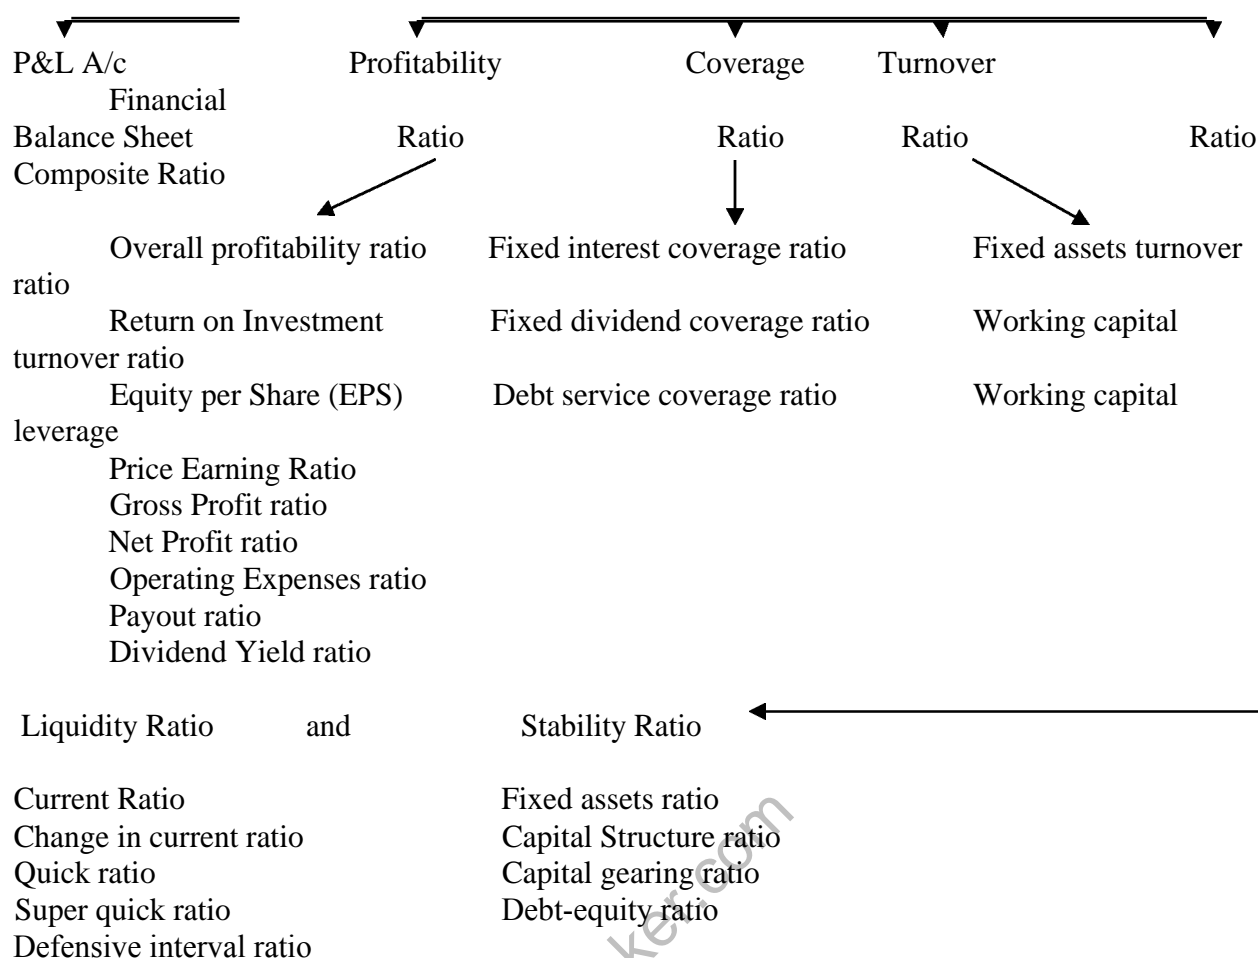 P&L A/c Profitability Coverage Turnover
Financial
Balance Sheet Ratio Ratio Ratio Ratio
Composite Ratio
Overall profitability ratio Fixed interest coverage ratio Fixed assets turnover
ratio
Return on Investment Fixed dividend coverage ratio Working capital
turnover ratio
Equity per Share (EPS) Debt service coverage ratio Working capital
leverage
Price Earning Ratio
Gross Profit ratio
Net Profit ratio
Operating Expenses ratio
Payout ratio
Dividend Yield ratio
Liquidity Ratio and Stability Ratio
Current Ratio Fixed assets ratio
Change in current ratio Capital Structure ratio
Quick ratio Capital gearing ratio
Super quick ratio Debt-equity ratio
Defensive interval ratio
ker.com